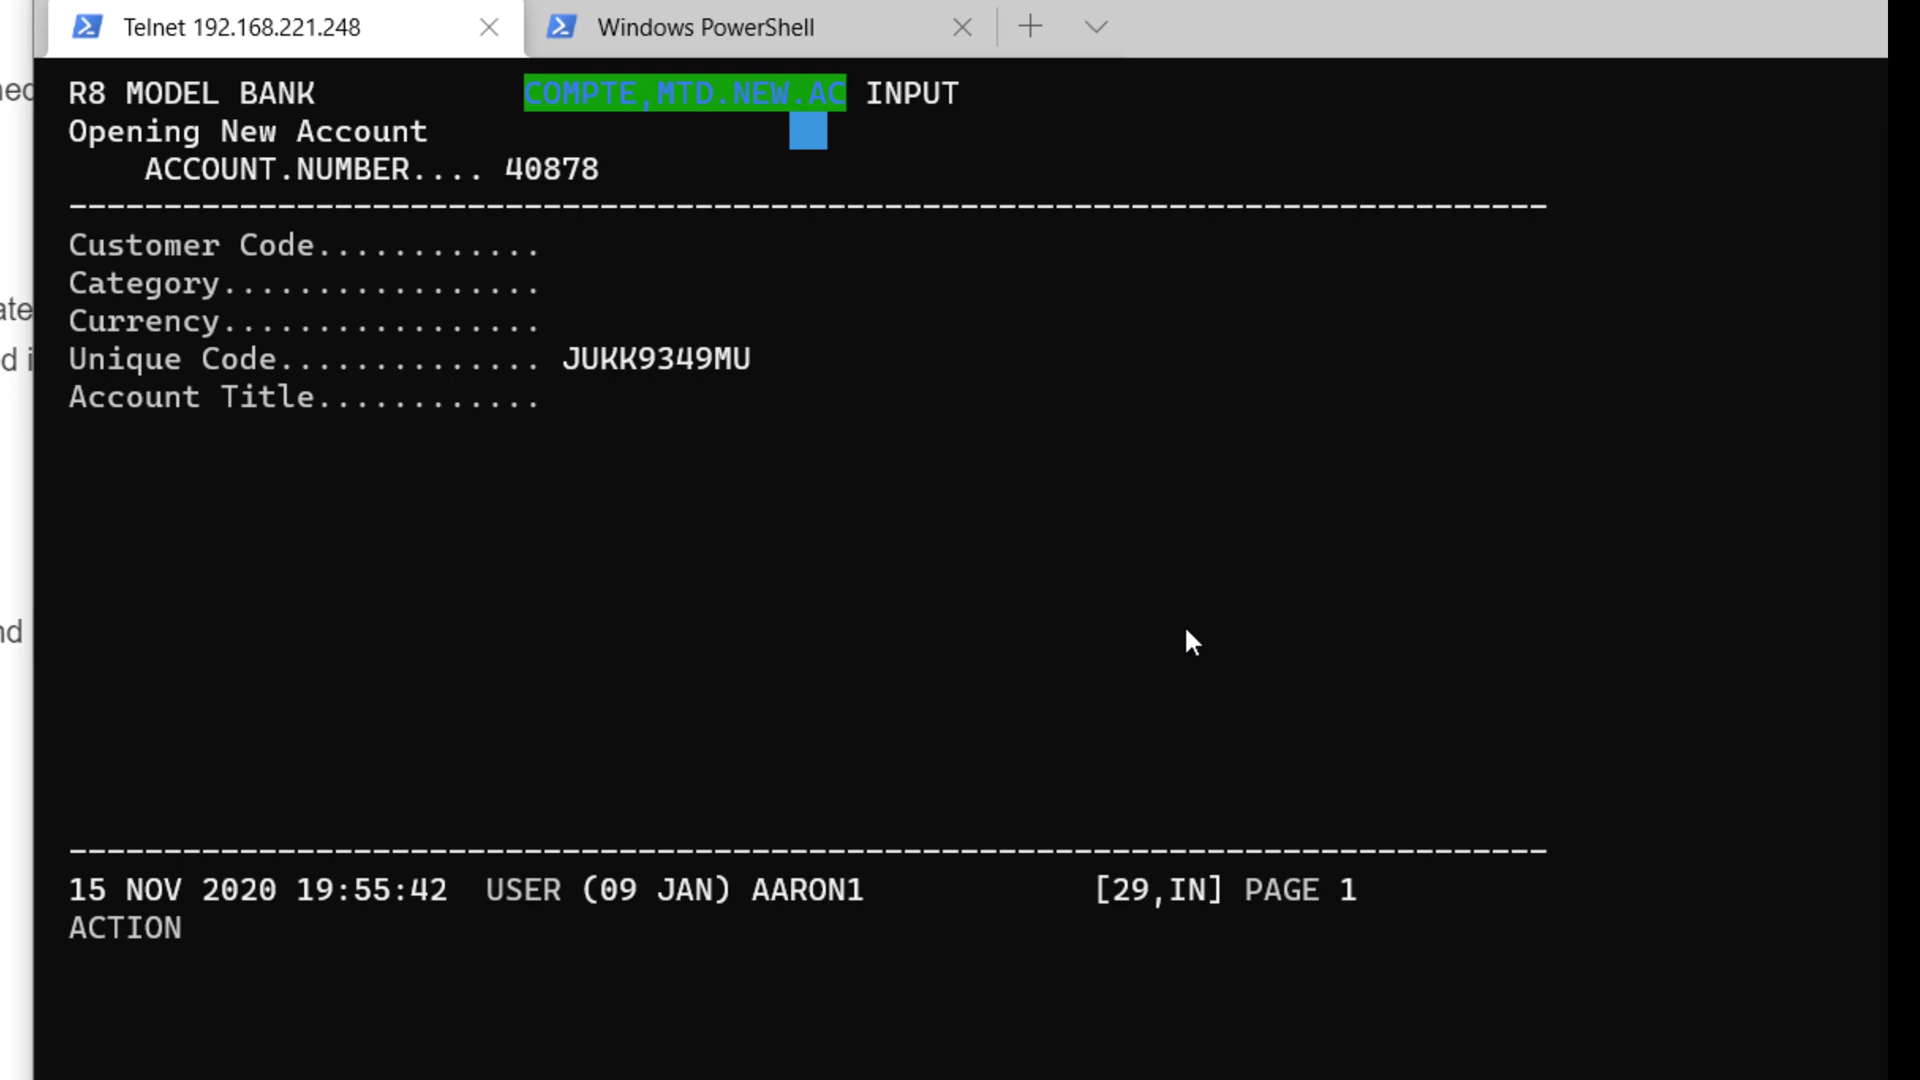 Telnet 192.168.221.248
Windows PowerShell
R8 MODEL BANK COMPTE,MTD.NEW.AC INPUT
Opening New Account
ACCOUNT.NUMBER.... 40878
------------------------------------------------------------------------------
Customer Code............
Category.................
Currency.................
Unique Code.............. JUKK9349MU
Account Title............
------------------------------------------------------------------------------
15 NOV 2020 19:55:42 USER (09 JAN) AARON1 [29,IN] PAGE 1
ACTION